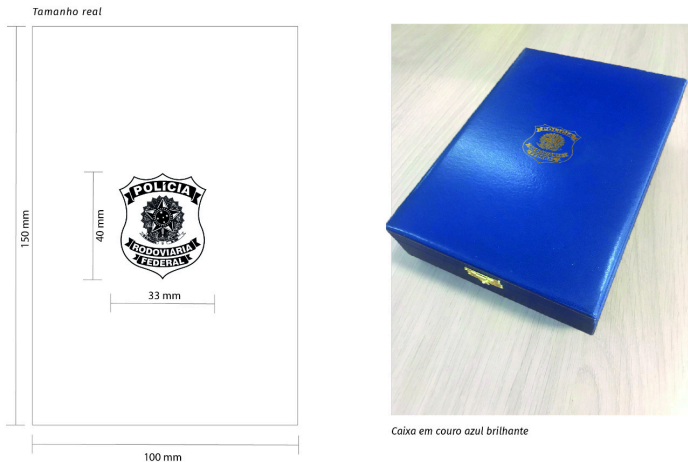 Tamanho real
150 mm
40 mm
POLÍCIA
RODOVIÁRIA
FEDERAL
33 mm
100 mm
Caixa em couro azul brilhante